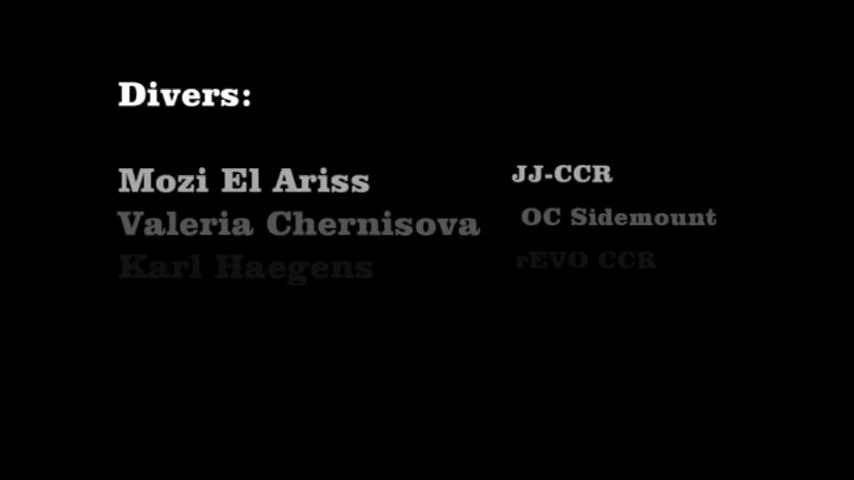 Divers:
Mozi El Ariss JJ-CCR
Valeria Chernisova OC Sidemount
Karl Haegens rEVO CCR